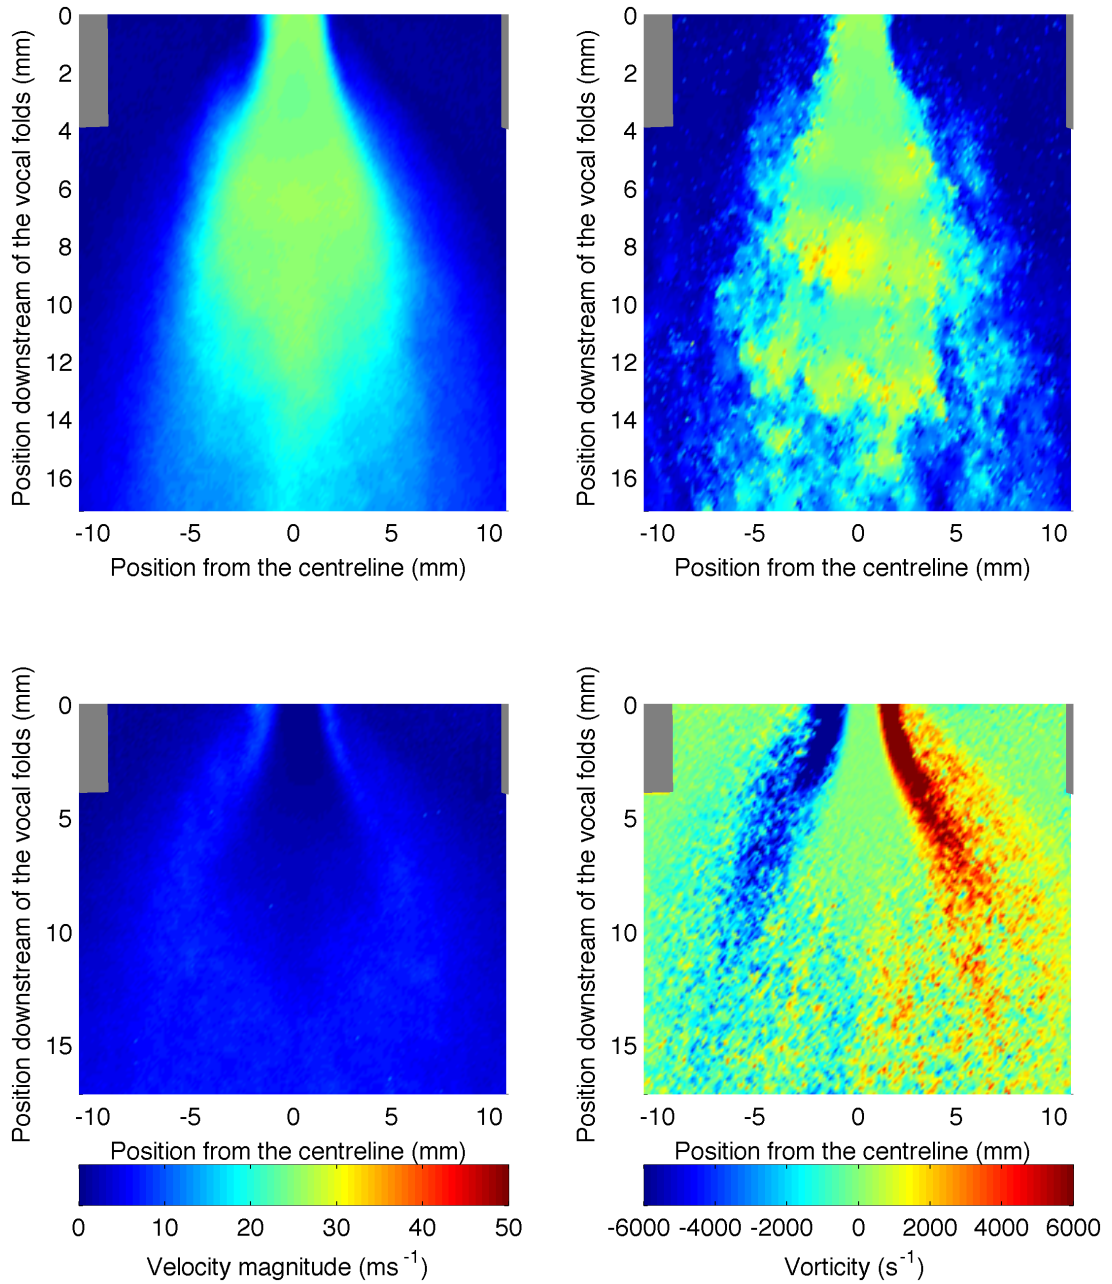 Position downstream of the vocal folds (mm)
0
2
4
6
8
10
12
14
16
-10 -5 0 5 10
Position from the centreline (mm)
Position downstream of the vocal folds (mm)
0
2
4
6
8
10
12
14
16
-10 -5 0 5 10
Position from the centreline (mm)
Position downstream of the vocal folds (mm)
0
5
10
15
-10 -5 0 5 10
Position from the centreline (mm)
0 10 20 30 40 50
Velocity magnitude (ms⁻¹)
Position downstream of the vocal folds (mm)
0
5
10
15
-10 -5 0 5 10
Position from the centreline (mm)
-6000 -4000 -2000 0 2000 4000 6000
Vorticity (s⁻¹)